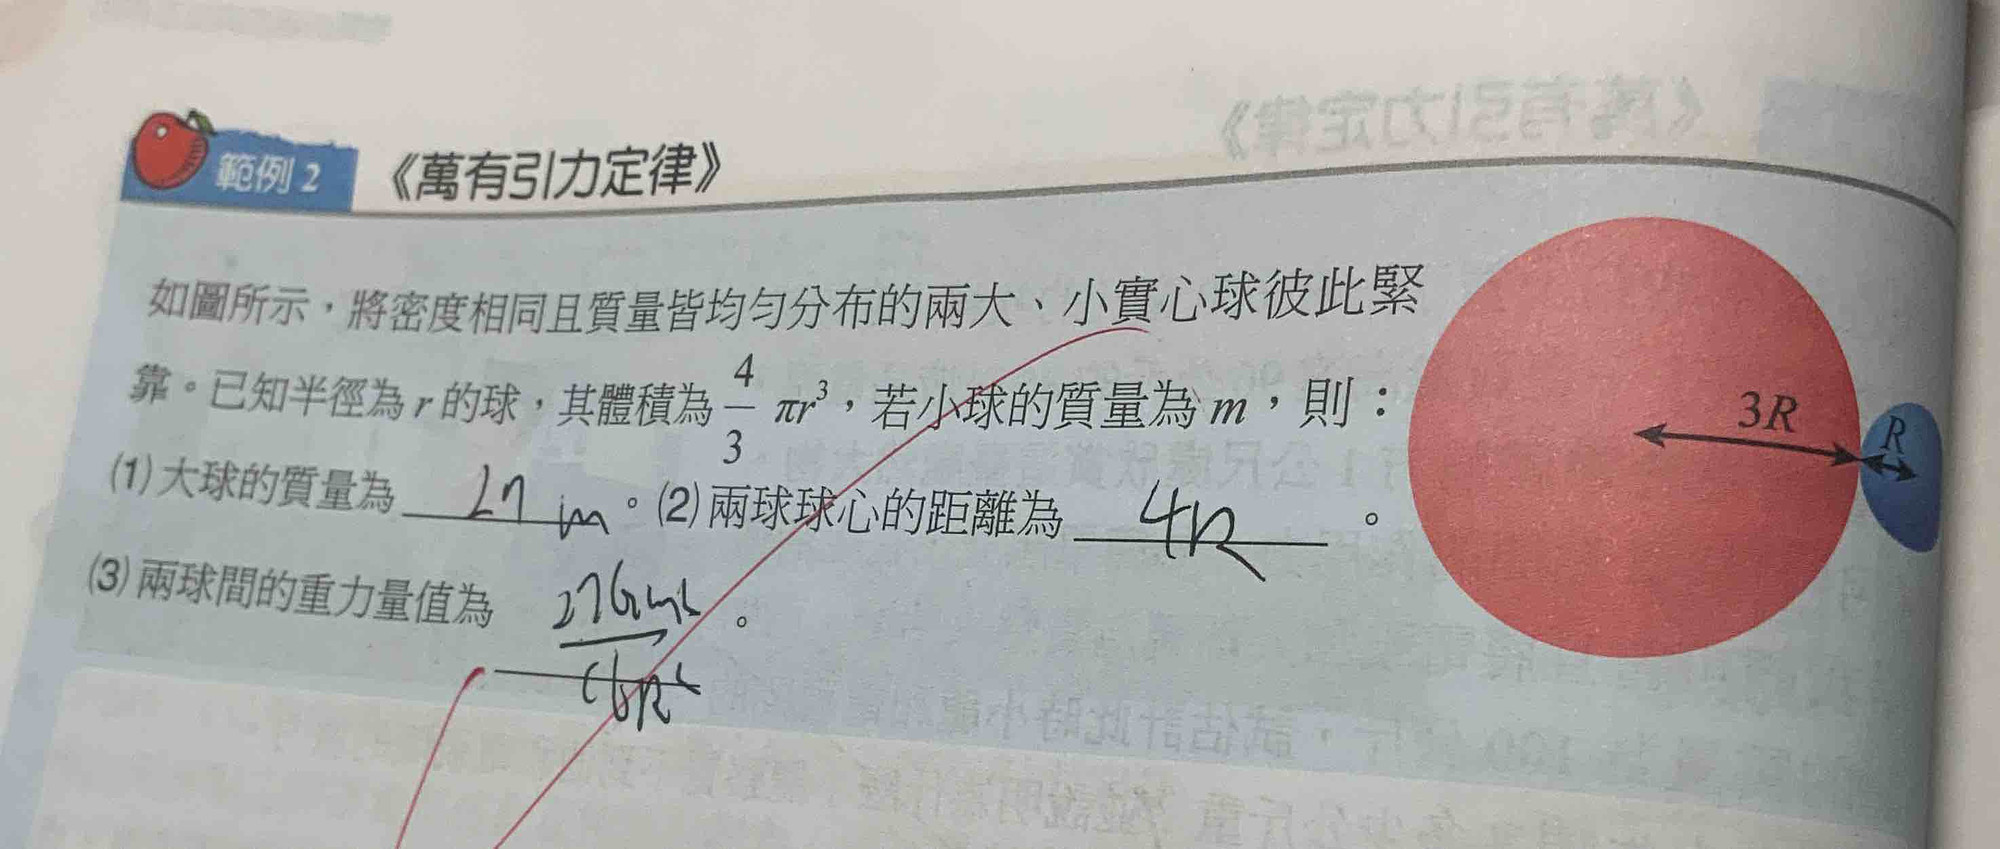 範例 2 《萬有引力定律》
如圖所示，將密度相同且質量皆均勻分布的兩大、小實心球彼此緊
靠。已知半徑為 r 的球，其體積為 4/3 πr³，若小球的質量為 m，則：
(1) 大球的質量為 27 m。(2) 兩球球心的距離為 4R。
(3) 兩球間的重力量值為 27Gm²/16R²。
3R
R